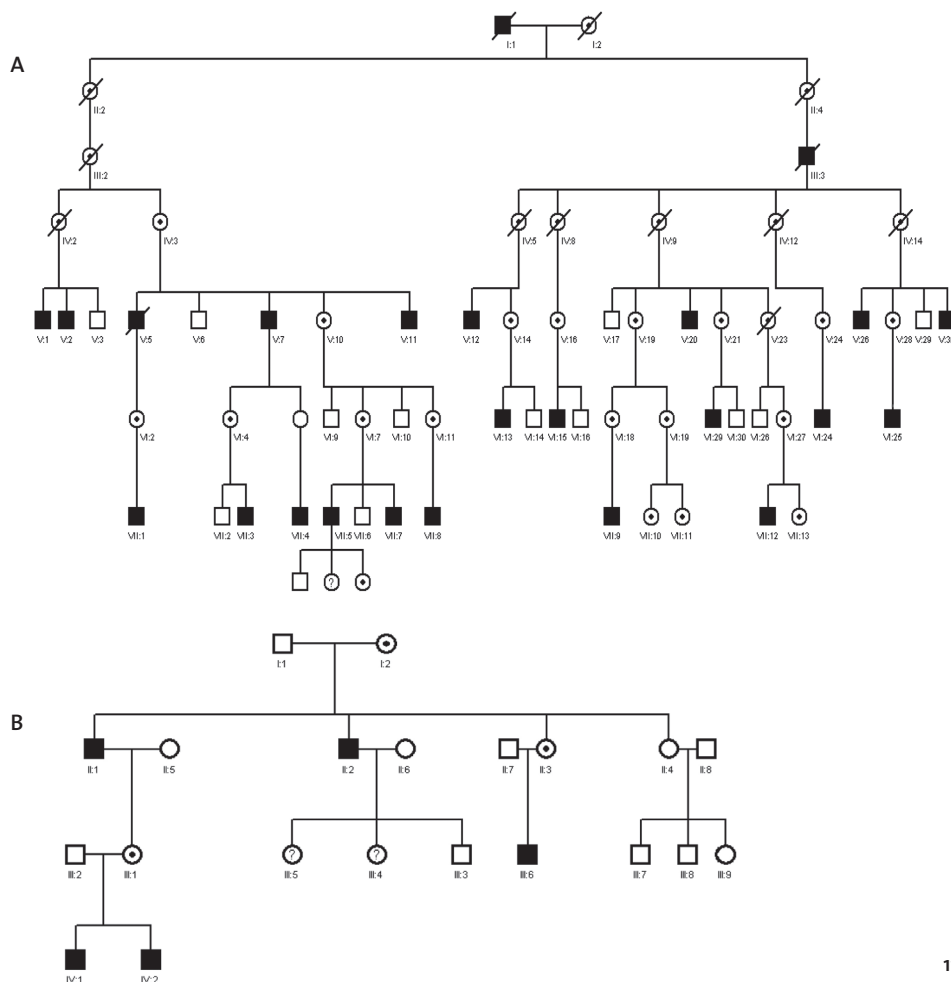 I:1 I:2
A
II:2 II:4
III:2 III:3
IV:2 IV:3 IV:5 IV:8 IV:9 IV:12 IV:14
V:1 V:2 V:3 V:5 V:6 V:7 V:10 V:11 V:12 V:14 V:16 V:17 V:19 V:20 V:21 V:23 V:24 V:26 V:28 V:29 V:3
VI:2 VI:4 VI:9 VI:7 VI:10 VI:11 VI:13 VI:14 VI:15 VI:16 VI:18 VI:19 VI:29 VI:30 VI:26 VI:27 VI:24 VI:25
VII:1 VII:2 VII:3 VII:4 VII:5 VII:6 VII:7 VII:8 VII:9 VII:10 VII:11 VII:12 VII:13
?
I:1 I:2
B
II:1 II:5 II:2 II:6 II:7 II:3 II:4 II:8
? ?
III:2 III:1 III:5 III:4 III:3 III:6 III:7 III:8 III:9
IV:1 IV:2
1